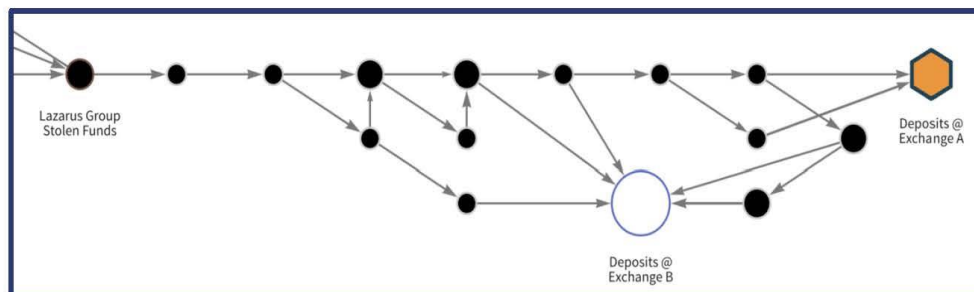 Lazarus Group
Stolen Funds
Deposits @
Exchange A
Deposits @
Exchange B